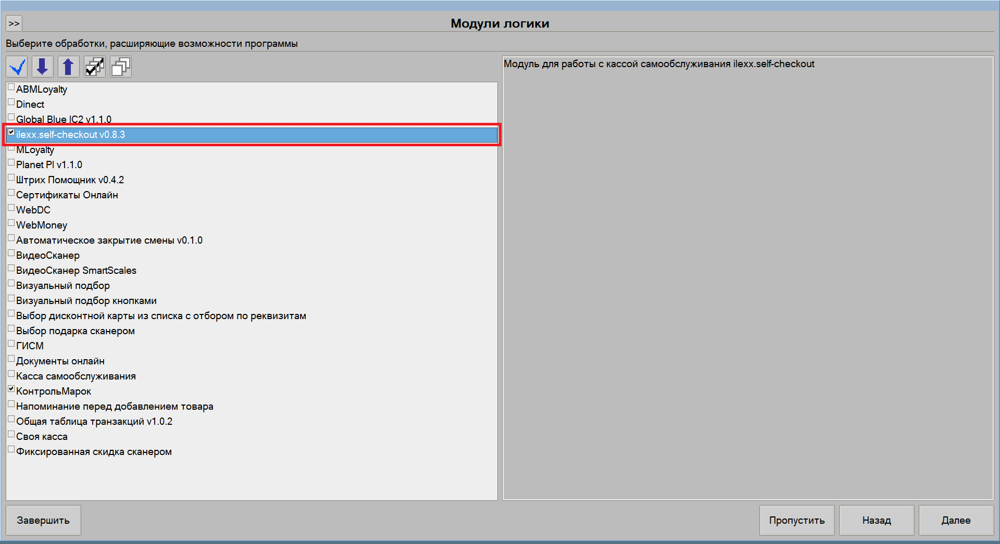 >>
Модули логики
Выберите обработки, расширяющие возможности программы
ABMLoyalty
Dinect
Global Blue IC2 v1.1.0
ilexx.self-checkout v0.8.3
MLoyalty
Planet PI v1.1.0
Штрих Помощник v0.4.2
Сертификаты Онлайн
WebDC
WebMoney
Автоматическое закрытие смены v0.1.0
ВидеоСканер
ВидеоСканер SmartScales
Визуальный подбор
Визуальный подбор кнопками
Выбор дисконтной карты из списка с отбором по реквизитам
Выбор подарка сканером
ГИСМ
Документы онлайн
Касса самообслуживания
КонтрольМарок
Напоминание перед добавлением товара
Общая таблица транзакций v1.0.2
Своя касса
Фиксированная скидка сканером
Модуль для работы с кассой самообслуживания ilexx.self-checkout
Завершить
Пропустить
Назад
Далее